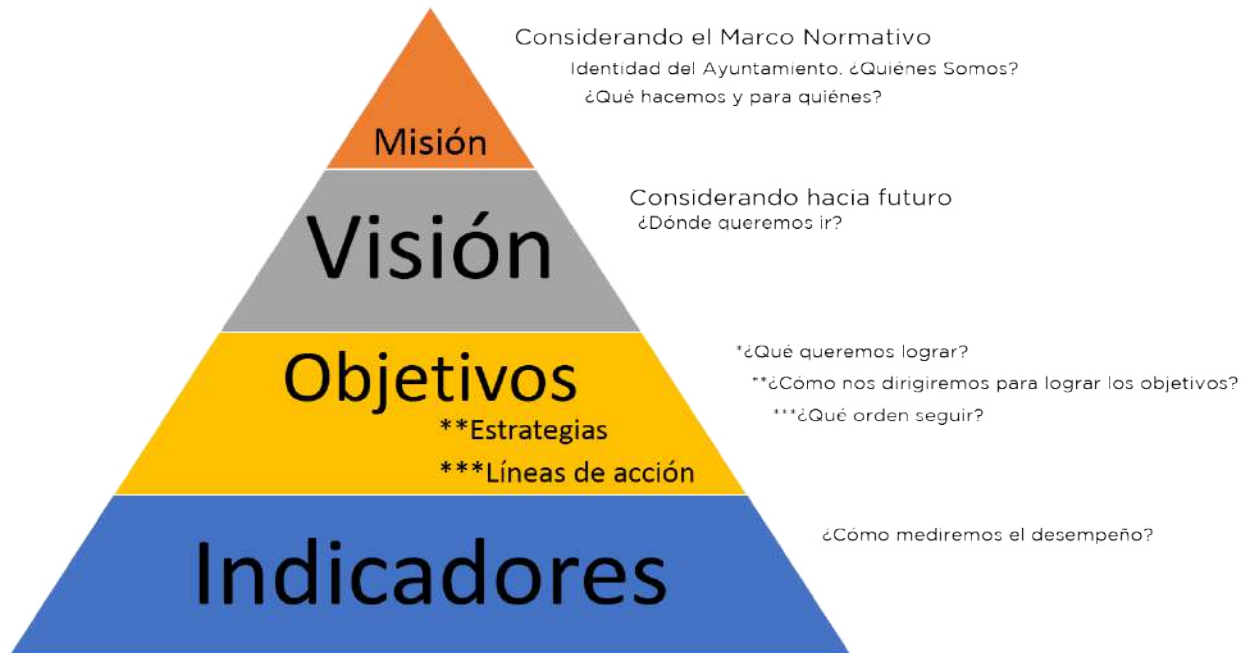 Considerando el Marco Normativo
Identidad del Ayuntamiento. ¿Quiénes Somos?
¿Qué hacemos y para quiénes?
Misión
Considerando hacia futuro
¿Dónde queremos ir?
Visión
*¿Qué queremos lograr?
**¿Cómo nos dirigiremos para lograr los objetivos?
***¿Qué orden seguir?
Objetivos
**Estrategias
***Líneas de acción
¿Cómo mediremos el desempeño?
Indicadores